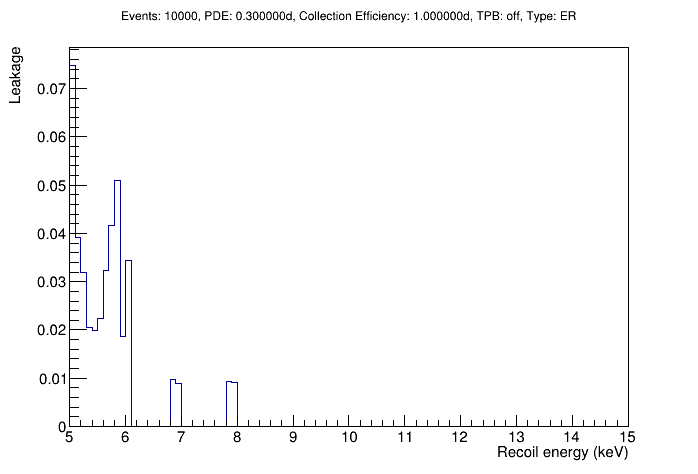 Events: 10000, PDE: 0.300000d, Collection Efficiency: 1.000000d, TPB: off, Type: ER
Leakage
0.07
0.06
0.05
0.04
0.03
0.02
0.01
0
5 6 7 8 9 10 11 12 13 14 15
Recoil energy (keV)